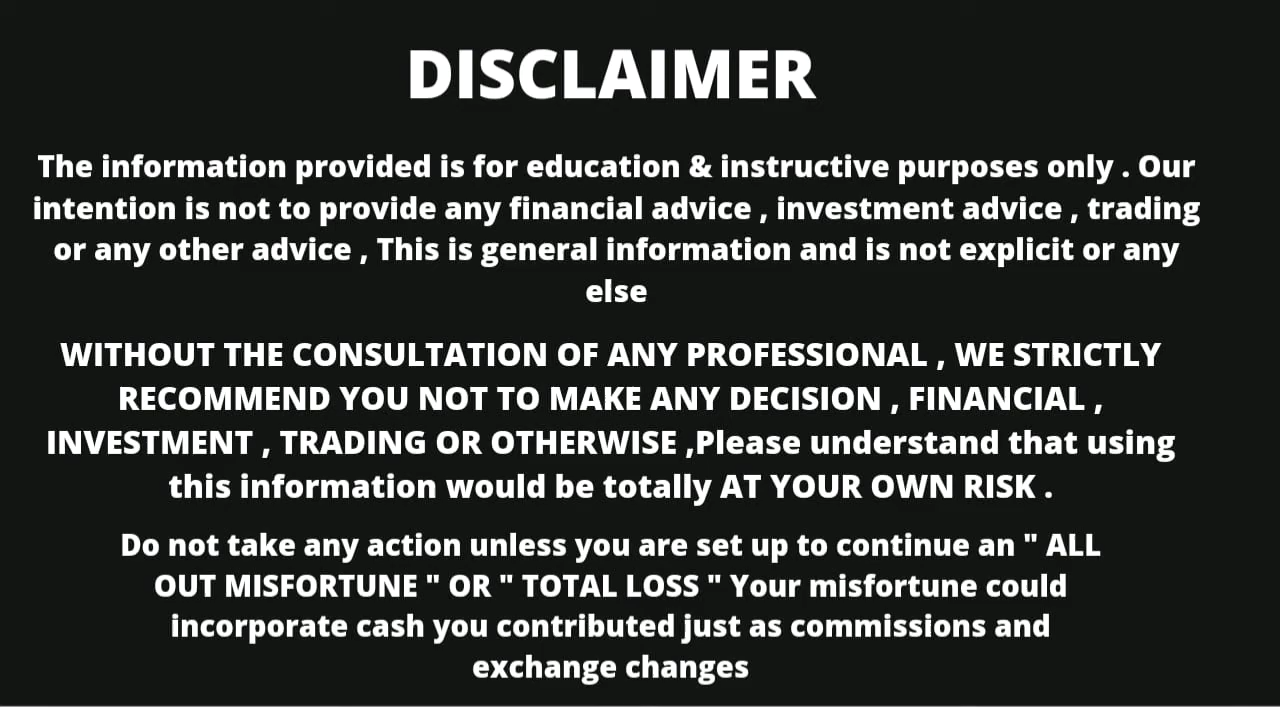 DISCLAIMER
The information provided is for education & instructive purposes only . Our
intention is not to provide any financial advice , investment advice , trading
or any other advice , This is general information and is not explicit or any
else
WITHOUT THE CONSULTATION OF ANY PROFESSIONAL , WE STRICTLY
RECOMMEND YOU NOT TO MAKE ANY DECISION , FINANCIAL ,
INVESTMENT , TRADING OR OTHERWISE ,Please understand that using
this information would be totally AT YOUR OWN RISK .
Do not take any action unless you are set up to continue an " ALL
OUT MISFORTUNE " OR " TOTAL LOSS " Your misfortune could
incorporate cash you contributed just as commissions and
exchange changes